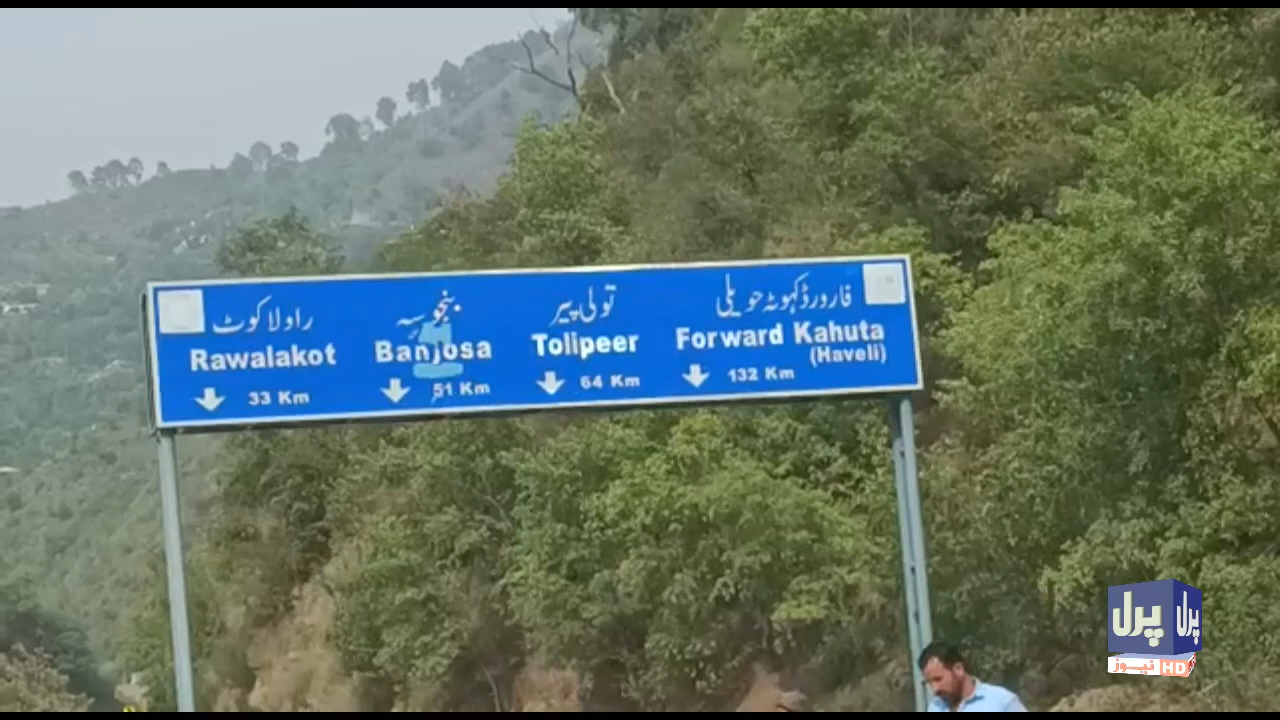 راولاکوٹ
Rawalakot
33 Km
بنجوسہ
Banjosa
51 Km
تولی پیر
Tolipeer
64 Km
فارورڈ کہوٹہ حویلی
Forward Kahuta
(Haveli)
132 Km
پرل
پرل
نیوز HD